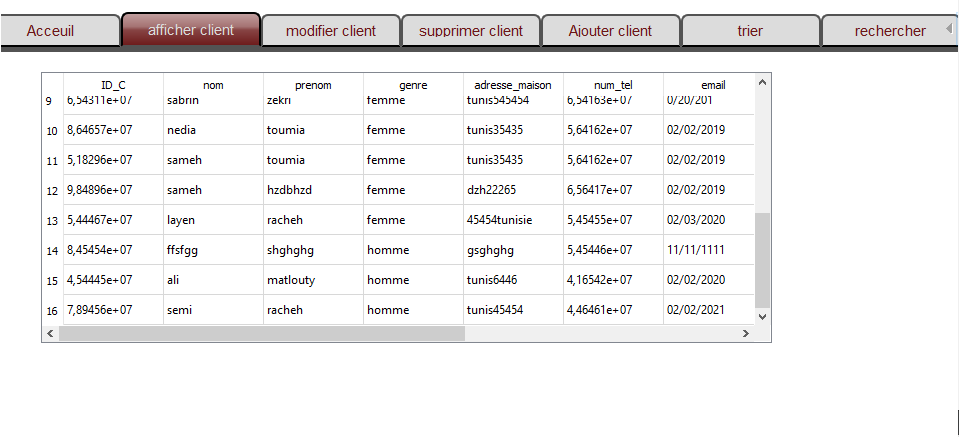 Acceuil afficher client modifier client supprimer client Ajouter client trier rechercher
ID_C nom prenom genre adresse_maison num_tel email
9 6,54311e+07 sabrin zekri femme tunis545454 6,54163e+07 0/20/201
10 8,64657e+07 nedia toumia femme tunis35435 5,64162e+07 02/02/2019
11 5,18296e+07 sameh toumia femme tunis35435 5,64162e+07 02/02/2019
12 9,84896e+07 sameh hzdbhzd femme dzh22265 6,56417e+07 02/02/2019
13 5,44467e+07 layen racheh femme 45454tunisie 5,45455e+07 02/03/2020
14 8,45454e+07 ffsfgg shghghg homme gsghghg 5,45446e+07 11/11/1111
15 4,54445e+07 ali matlouty homme tunis6446 4,16542e+07 02/02/2020
16 7,89456e+07 semi racheh homme tunis45454 4,46461e+07 02/02/2021